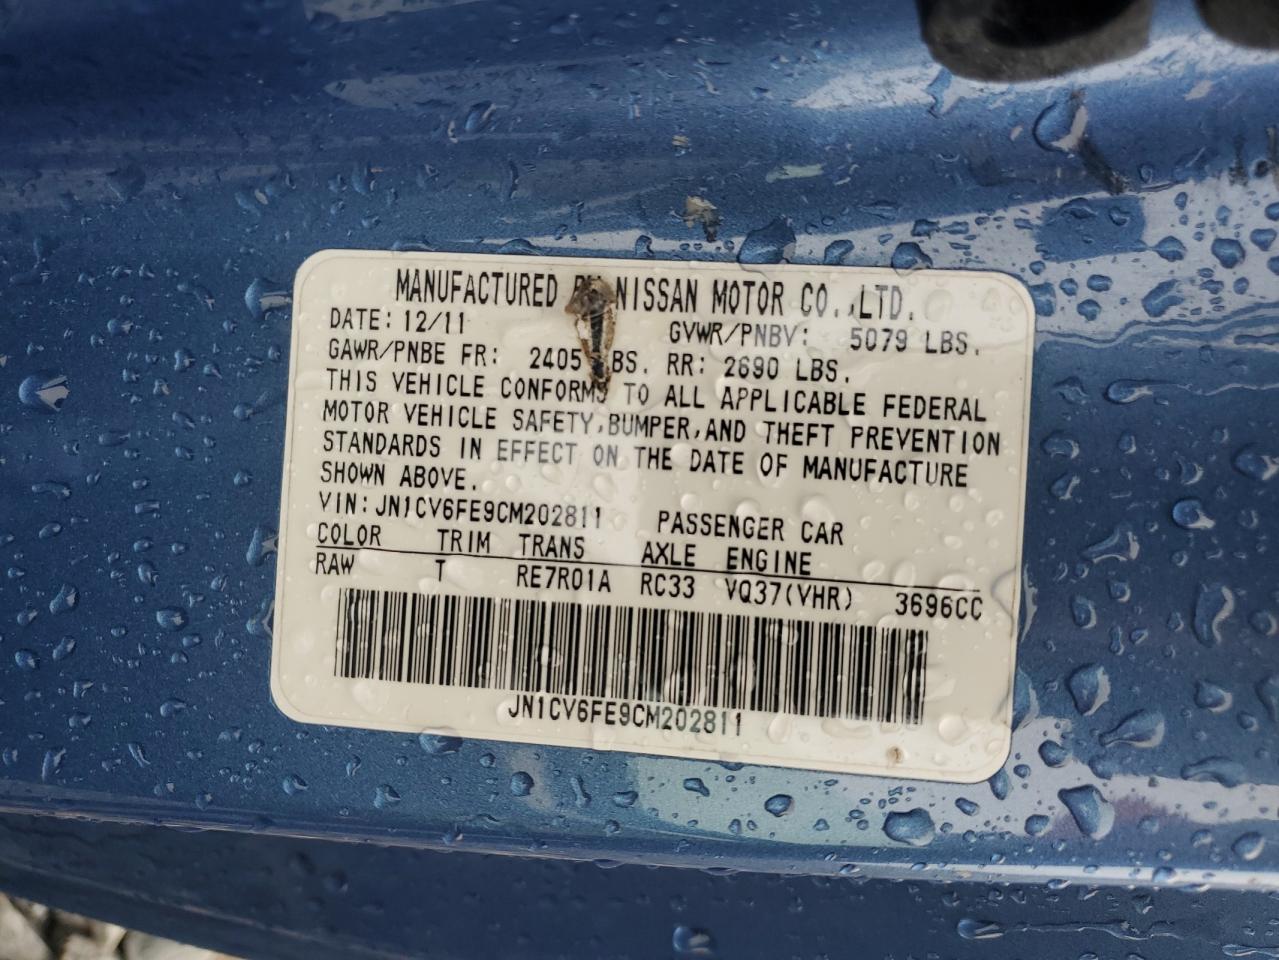 MANUFACTURED BY NISSAN MOTOR CO.,LTD.
DATE: 12/11 GVWR/PNBV: 5079 LBS.
GAWR/PNBE FR: 2405 LBS. RR: 2690 LBS.
THIS VEHICLE CONFORMS TO ALL APPLICABLE FEDERAL
MOTOR VEHICLE SAFETY,BUMPER,AND THEFT PREVENTION
STANDARDS IN EFFECT ON THE DATE OF MANUFACTURE
SHOWN ABOVE.
VIN:JN1CV6FE9CM202811 PASSENGER CAR
COLOR TRIM TRANS AXLE ENGINE
RAW T RE7R01A RC33 VQ37(VHR) 3696CC
JN1CV6FE9CM202811